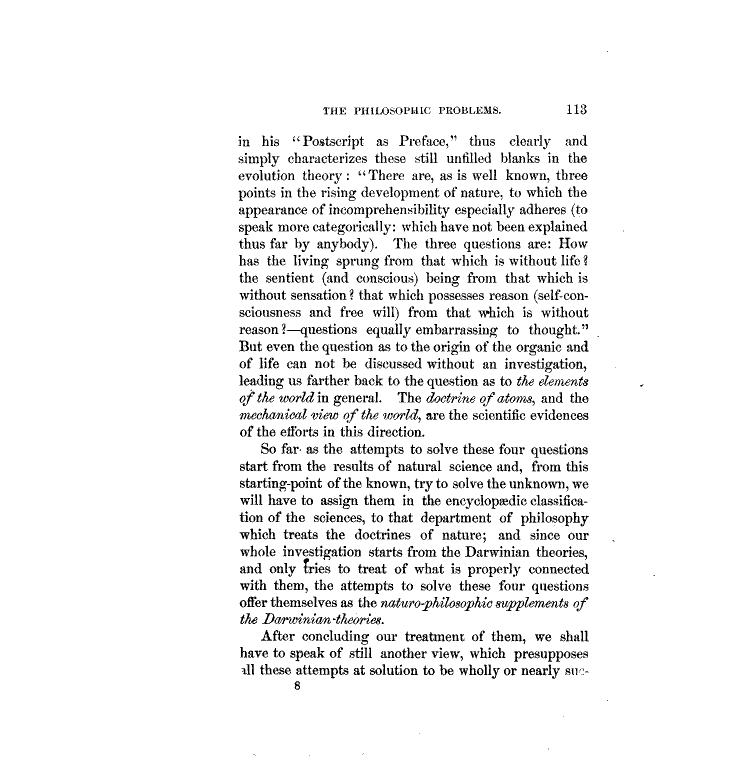 THE PHILOSOPHIC PROBLEMS. 113
in his “Postscript as Preface,” thus clearly and
simply characterizes these still unfilled blanks in the
evolution theory: “There are, as is well known, three
points in the rising development of nature, to which the
appearance of incomprehensibility especially adheres (to
speak more categorically: which have not been explained
thus far by anybody). The three questions are: How
has the living sprung from that which is without life?
the sentient (and conscious) being from that which is
without sensation? that which possesses reason (self-con-
sciousness and free will) from that which is without
reason?—questions equally embarrassing to thought.”
But even the question as to the origin of the organic and
of life can not be discussed without an investigation,
leading us farther back to the question as to the elements
of the world in general. The doctrine of atoms, and the
mechanical view of the world, are the scientific evidences
of the efforts in this direction.
So far as the attempts to solve these four questions
start from the results of natural science and, from this
starting-point of the known, try to solve the unknown, we
will have to assign them in the encyclopædic classifica-
tion of the sciences, to that department of philosophy
which treats the doctrines of nature; and since our
whole investigation starts from the Darwinian theories,
and only tries to treat of what is properly connected
with them, the attempts to solve these four questions
offer themselves as the naturo-philosophic supplements of
the Darwinian-theories.
After concluding our treatment of them, we shall
have to speak of still another view, which presupposes
all these attempts at solution to be wholly or nearly suc-
8